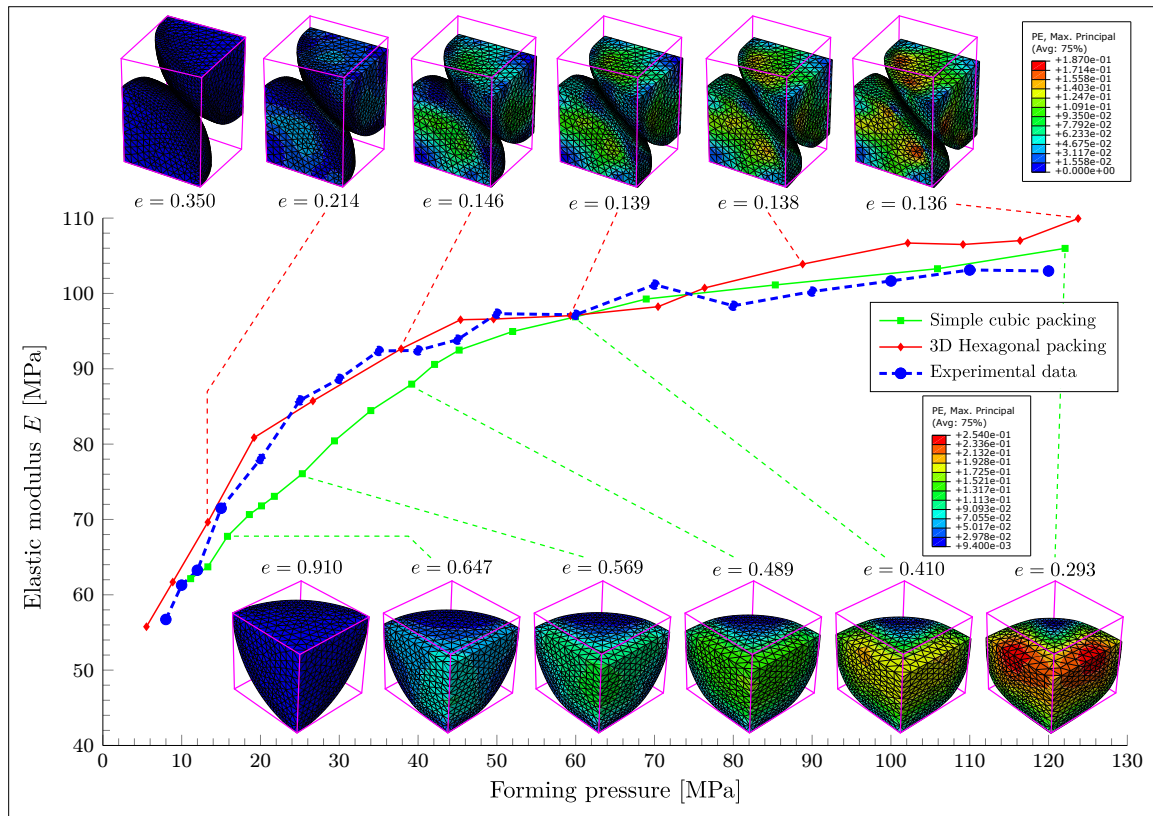 PE, Max. Principal
(Avg: 75%)
+1.870e-01
+1.714e-01
+1.558e-01
+1.403e-01
+1.247e-01
+1.091e-01
+9.350e-02
+7.792e-02
+6.233e-02
+4.675e-02
+3.117e-02
+1.558e-02
+0.000e+00
e = 0.350
e = 0.214
e = 0.146
e = 0.139
e = 0.138
e = 0.136
110
100
90
80
70
60
50
40
Elastic modulus E [MPa]
Simple cubic packing
3D Hexagonal packing
Experimental data
PE, Max. Principal
(Avg: 75%)
+2.540e-01
+2.336e-01
+2.132e-01
+1.928e-01
+1.725e-01
+1.521e-01
+1.317e-01
+1.113e-01
+9.093e-02
+7.055e-02
+5.017e-02
+2.978e-02
+9.400e-03
e = 0.910
e = 0.647
e = 0.569
e = 0.489
e = 0.410
e = 0.293
0 10 20 30 40 50 60 70 80 90 100 110 120 130
Forming pressure [MPa]